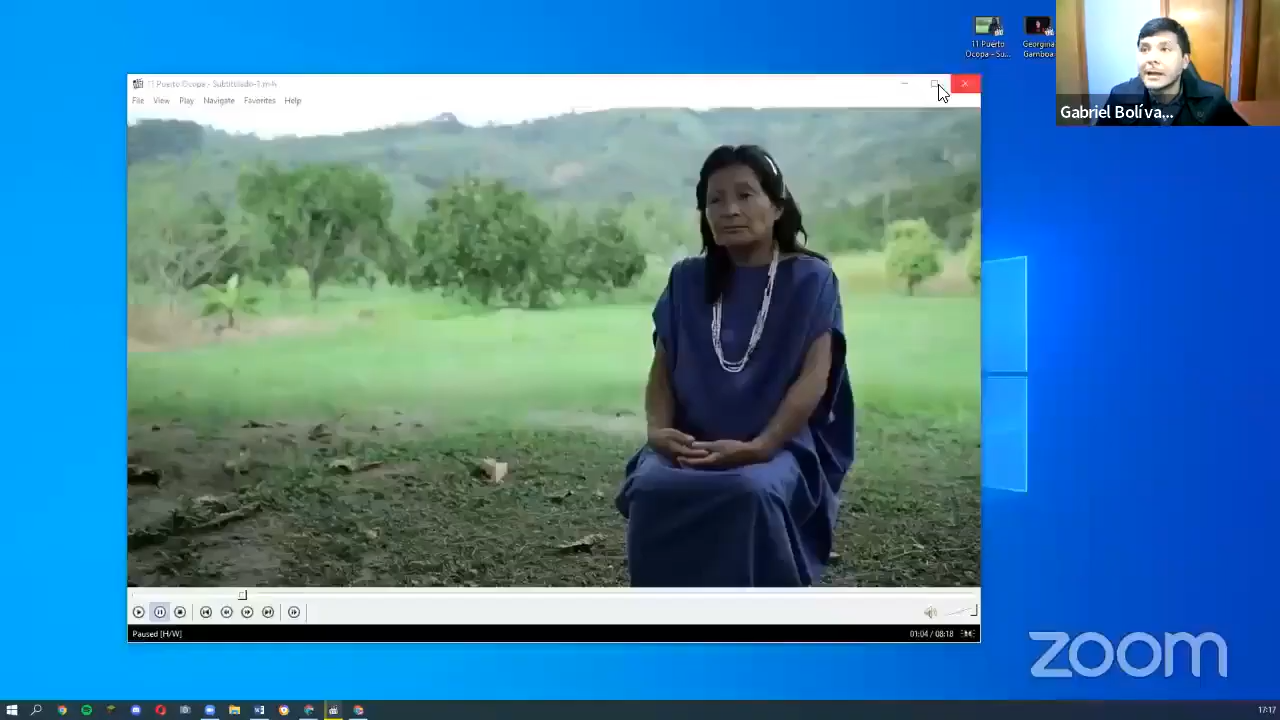 11 Puerto Ocopa - Su...
Georgina Gamboa
11 Puerto Ocopa - Subtitulado-1.m4v
File View Play Navigate Favorites Help
Gabriel Bolíva...
Paused [H/W]
01:04 / 08:18
zoom
17:17